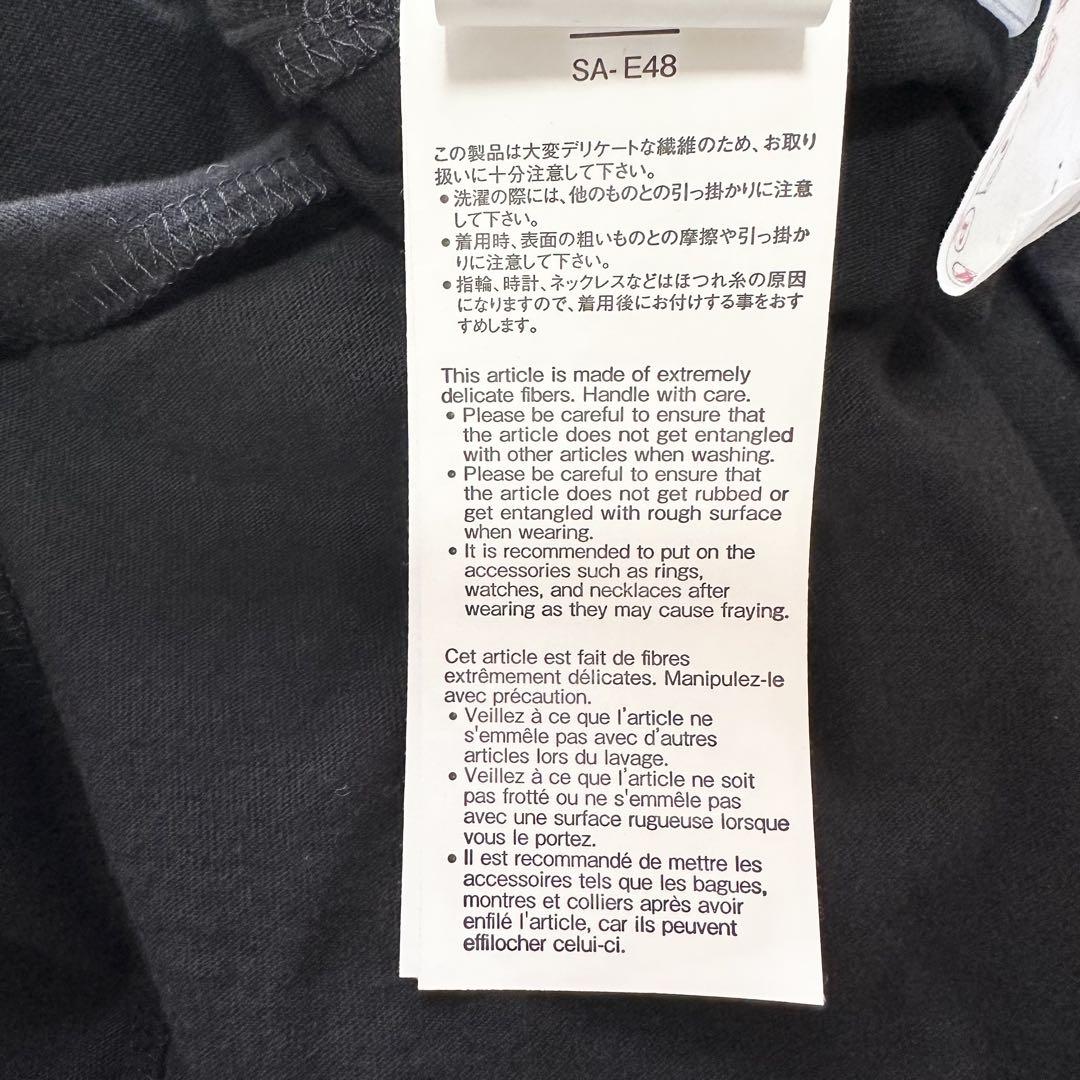 SA-E48
この製品は大変デリケートな繊維のため、お取り
扱いに十分注意して下さい。
● 洗濯の際には、他のものとの引っ掛かりに注意
して下さい。
● 着用時、表面の粗いものとの摩擦や引っ掛か
りに注意して下さい。
● 指輪、時計、ネックレスなどはほつれ糸の原因
になりますので、着用後にお付けする事をおす
すめします。
This article is made of extremely
delicate fibers. Handle with care.
● Please be careful to ensure that
the article does not get entangled
with other articles when washing.
● Please be careful to ensure that
the article does not get rubbed or
get entangled with rough surface
when wearing.
● It is recommended to put on the
accessories such as rings,
watches, and necklaces after
wearing as they may cause fraying.
Cet article est fait de fibres
extrêmement délicates. Manipulez-le
avec précaution.
● Veillez à ce que l'article ne
s'emmêle pas avec d'autres
articles lors du lavage.
● Veillez à ce que l'article ne soit
pas frotté ou ne s'emmêle pas
avec une surface rugueuse lorsque
vous le portez.
● Il est recommandé de mettre les
accessoires tels que les bagues,
montres et colliers après avoir
enfilé l'article, car ils peuvent
effilocher celui-ci.